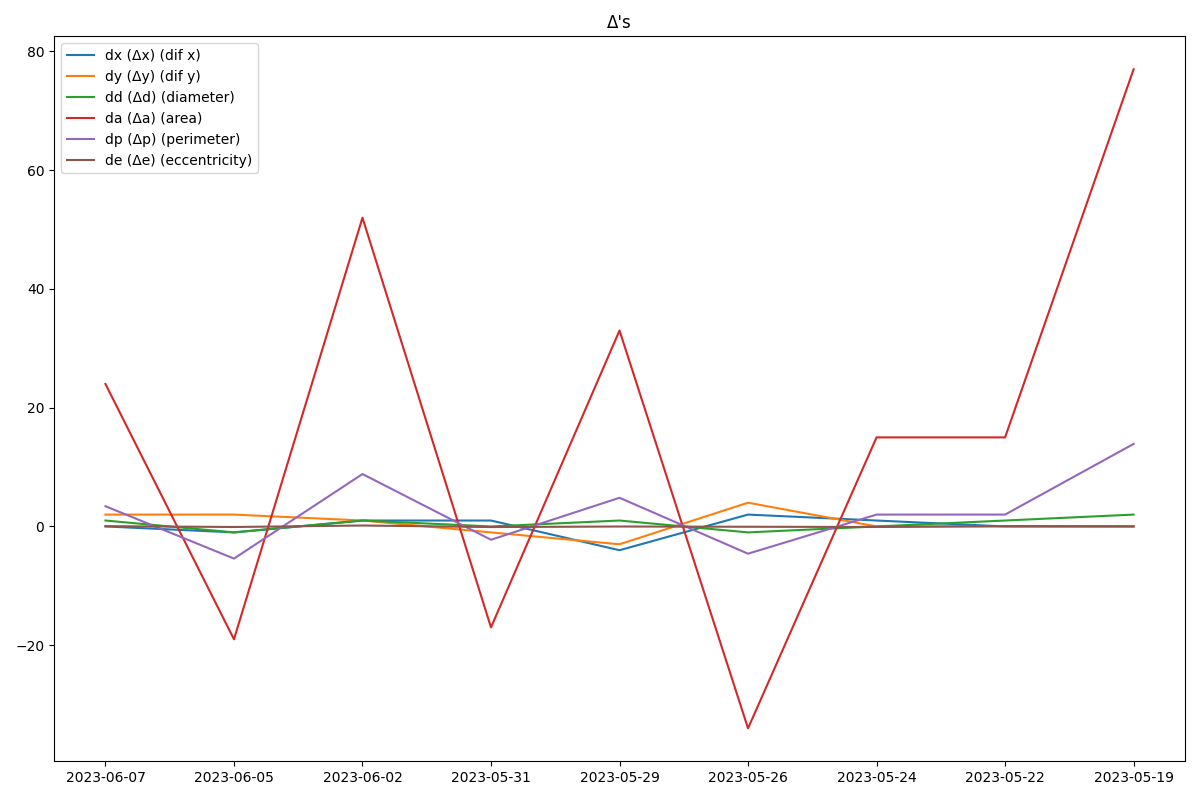 Δ's
dx (Δx) (dif x)
dy (Δy) (dif y)
dd (Δd) (diameter)
da (Δa) (area)
dp (Δp) (perimeter)
de (Δe) (eccentricity)
80
60
40
20
0
−20
2023-06-07 2023-06-05 2023-06-02 2023-05-31 2023-05-29 2023-05-26 2023-05-24 2023-05-22 2023-05-19